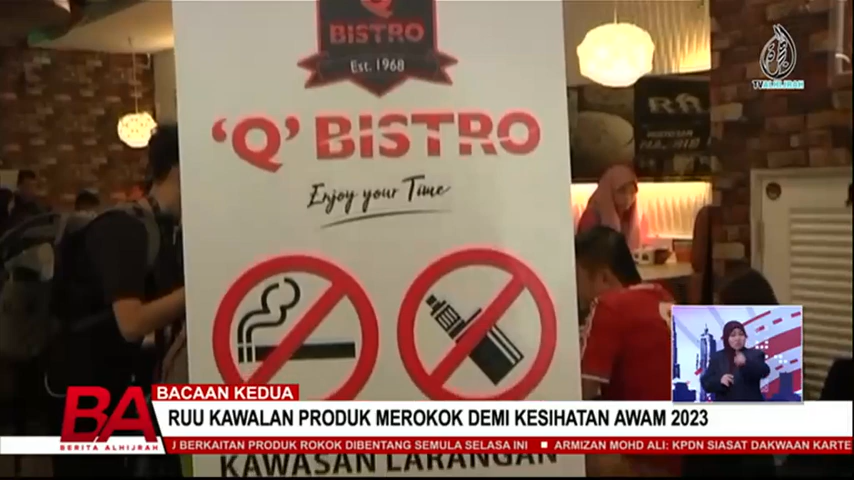 Q
BISTRO
Est. 1968
'Q' BISTRO
Enjoy your Time
TV ALHIJRAH
BACAAN KEDUA
BA
BERITA ALHIJRAH
RUU KAWALAN PRODUK MEROKOK DEMI KESIHATAN AWAM 2023
J BERKAITAN PRODUK ROKOK DIBENTANG SEMULA SELASA INI ■ ARMIZAN MOHD ALI: KPDN SIASAT DAKWAAN KARTE
KAWASAN LARANGAN